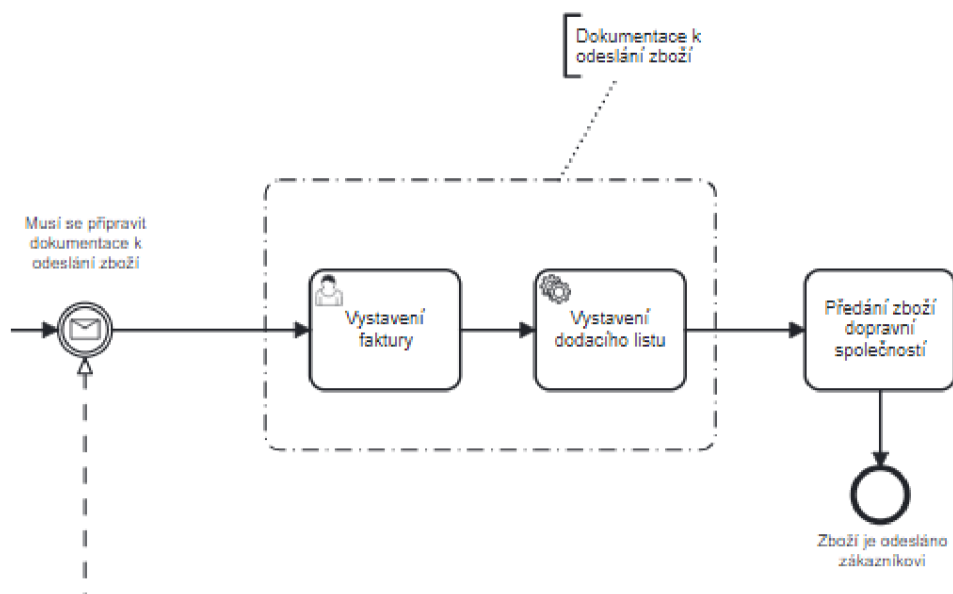 Dokumentace k
odeslání zboží
Musí se připravit
dokumentace k
odeslání zboží
Vystavení
faktury
Vystavení
dodacího listu
Předání zboží
dopravní
společností
Zboží je odesláno
zákazníkovi